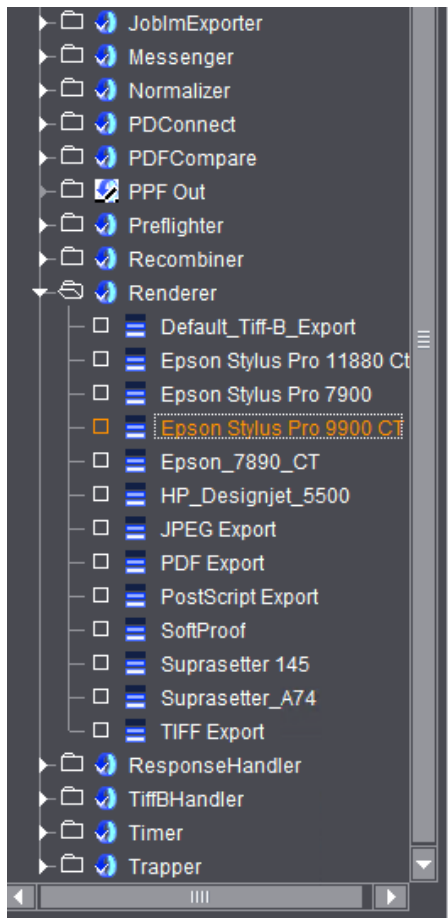 JobImExporter
Messenger
Normalizer
PDConnect
PDFCompare
PPF Out
Preflighter
Recombiner
Renderer
Default_Tiff-B_Export
Epson Stylus Pro 11880 Ct
Epson Stylus Pro 7900
Epson Stylus Pro 9900 CT
Epson_7890_CT
HP_Designjet_5500
JPEG Export
PDF Export
PostScript Export
SoftProof
Suprasetter 145
Suprasetter_A74
TIFF Export
ResponseHandler
TiffBHandler
Timer
Trapper